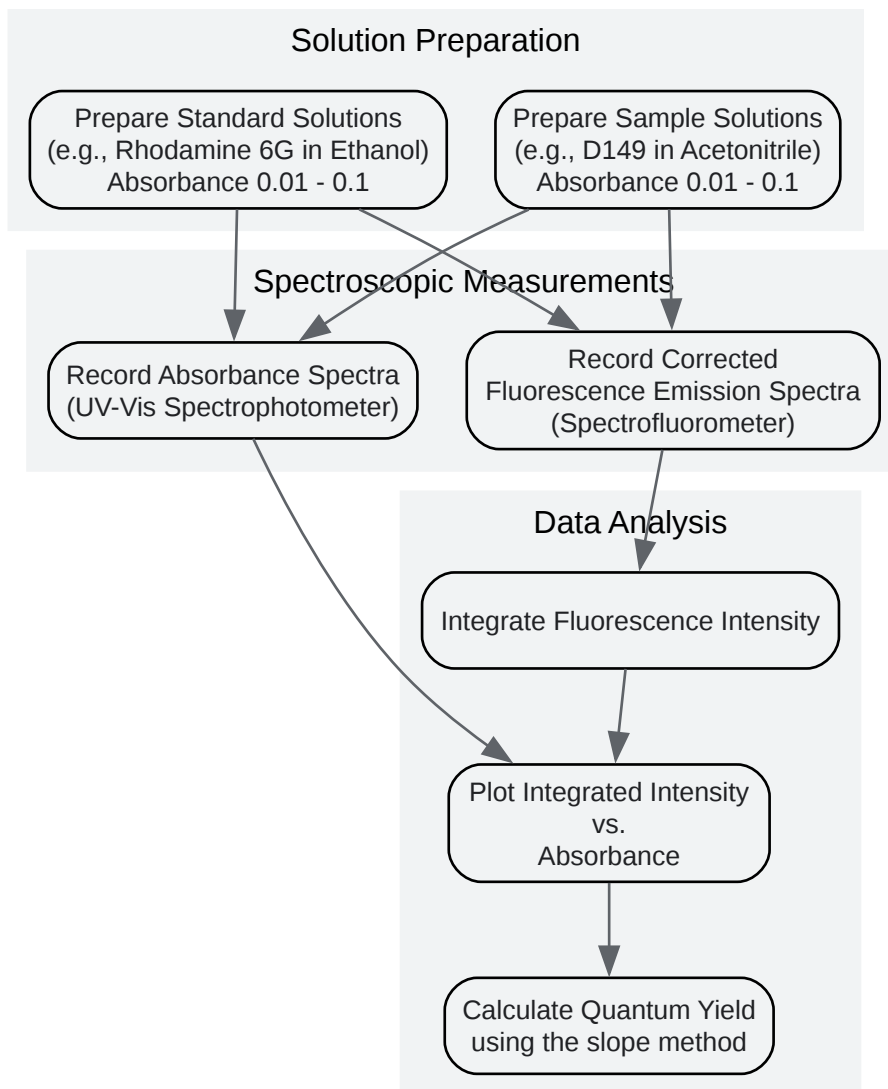 Solution Preparation
Prepare Standard Solutions
(e.g., Rhodamine 6G in Ethanol)
Absorbance 0.01 - 0.1
Prepare Sample Solutions
(e.g., D149 in Acetonitrile)
Absorbance 0.01 - 0.1
Spectroscopic Measurements
Record Absorbance Spectra
(UV-Vis Spectrophotometer)
Record Corrected
Fluorescence Emission Spectra
(Spectrofluorometer)
Data Analysis
Integrate Fluorescence Intensity
Plot Integrated Intensity
vs.
Absorbance
Calculate Quantum Yield
using the slope method